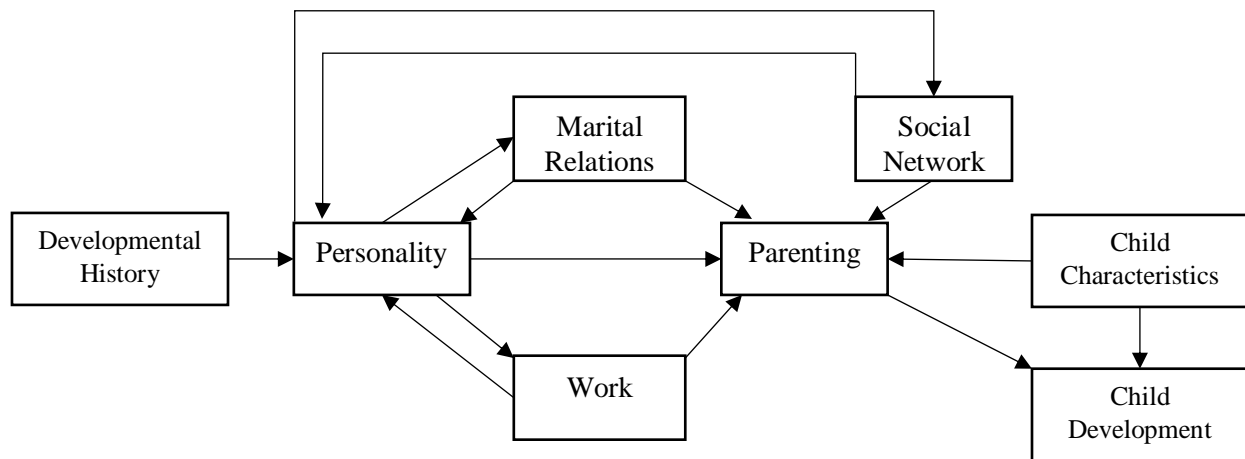 Marital
Relations
Social
Network
Developmental
History
Personality
Parenting
Child
Characteristics
Work
Child
Development